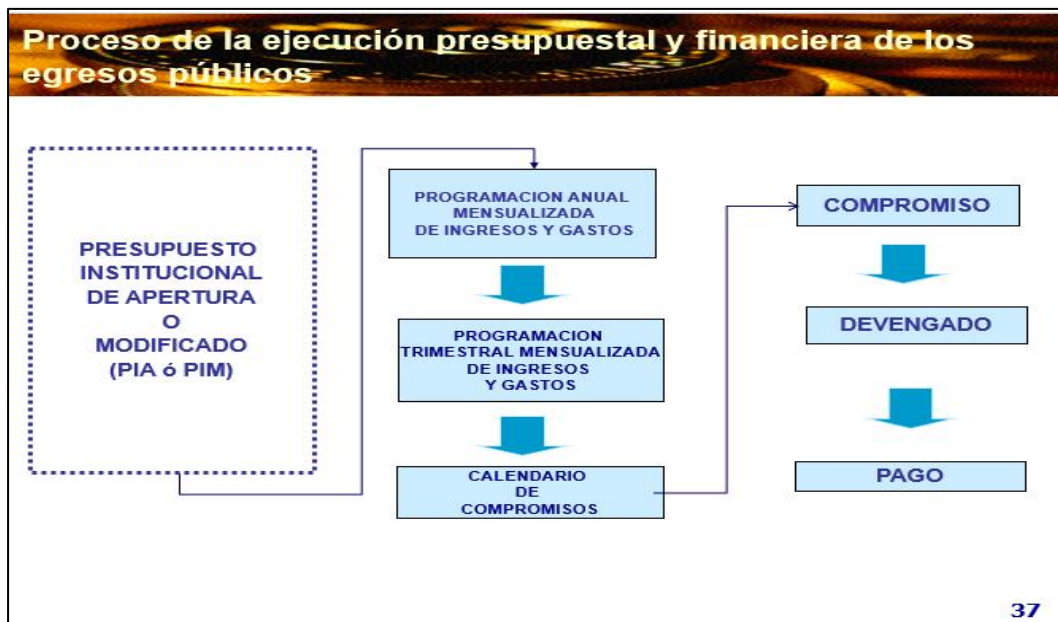 Proceso de la ejecución presupuestal y financiera de los
egresos públicos
PRESUPUESTO
INSTITUCIONAL
DE APERTURA
O
MODIFICADO
(PIA ó PIM)
PROGRAMACION ANUAL
MENSUALIZADA
DE INGRESOS Y GASTOS
PROGRAMACION
TRIMESTRAL MENSUALIZADA
DE INGRESOS
Y GASTOS
CALENDARIO
DE
COMPROMISOS
COMPROMISO
DEVENGADO
PAGO
37